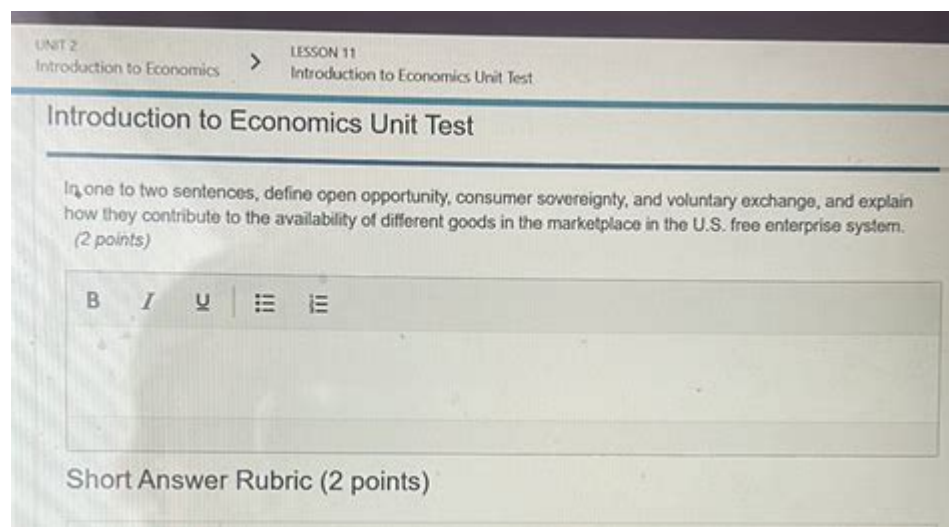 UNIT 2
Introduction to Economics
>
LESSON 11
Introduction to Economics Unit Test
Introduction to Economics Unit Test
In one to two sentences, define open opportunity, consumer sovereignty, and voluntary exchange, and explain
how they contribute to the availability of different goods in the marketplace in the U.S. free enterprise system.
(2 points)
B I U
Short Answer Rubric (2 points)